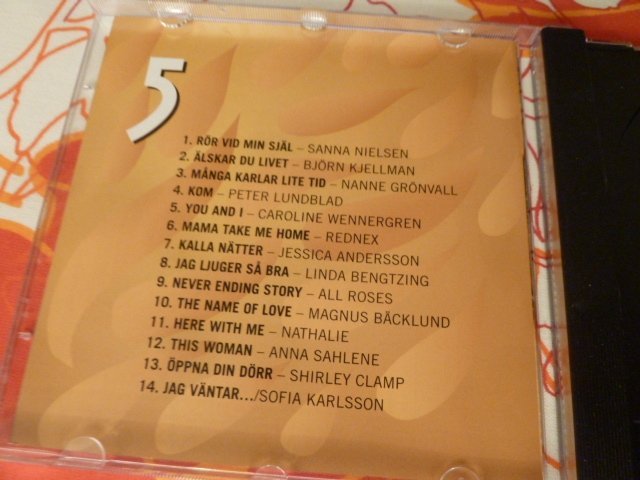 5
1. RÖR VID MIN SJÄL – SANNA NIELSEN
2. ÄLSKAR DU LIVET – BJÖRN KJELLMAN
3. MÅNGA KARLAR LITE TID – NANNE GRÖNVALL
4. KOM – PETER LUNDBLAD
5. YOU AND I – CAROLINE WENNERGREN
6. MAMA TAKE ME HOME – REDNEX
7. KALLA NÄTTER – JESSICA ANDERSSON
8. JAG LJUGER SÅ BRA – LINDA BENGTZING
9. NEVER ENDING STORY – ALL ROSES
10. THE NAME OF LOVE – MAGNUS BÄCKLUND
11. HERE WITH ME – NATHALIE
12. THIS WOMAN – ANNA SAHLENE
13. ÖPPNA DIN DÖRR – SHIRLEY CLAMP
14. JAG VÄNTAR.../SOFIA KARLSSON